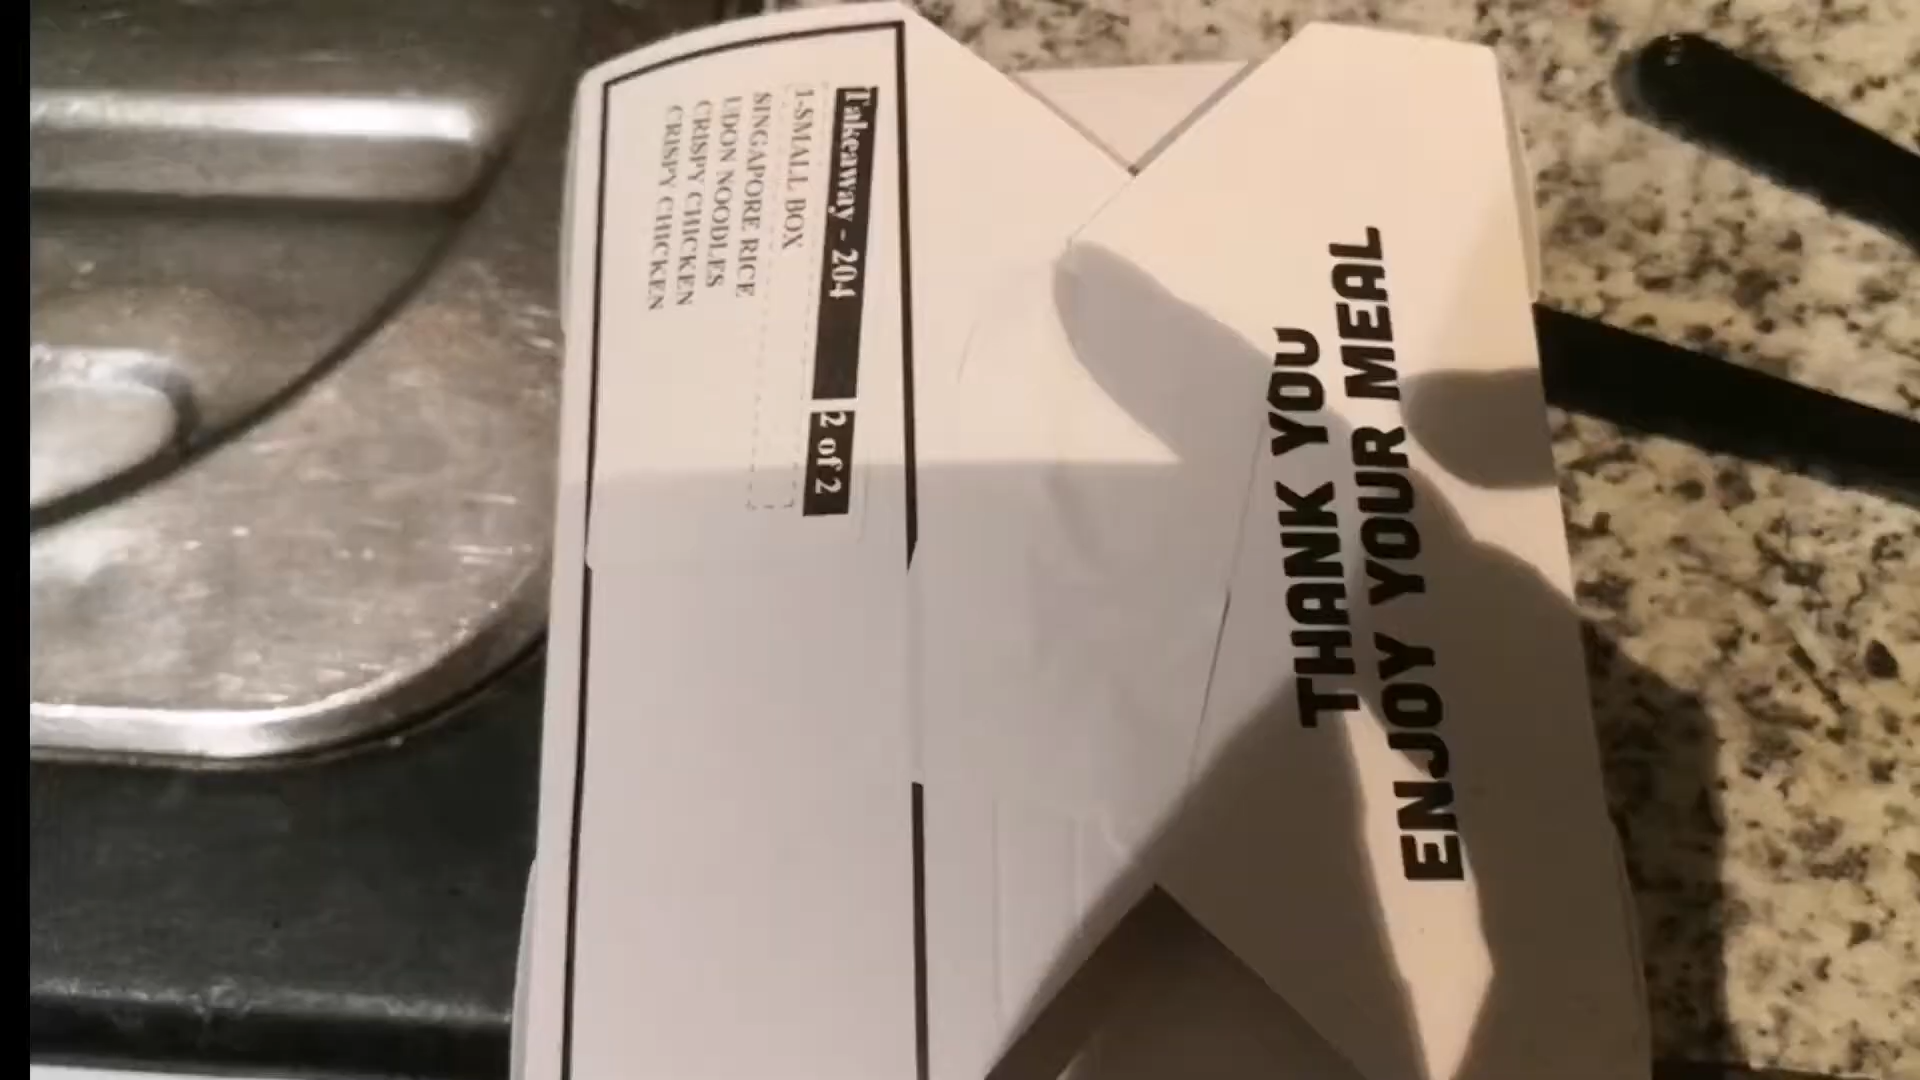 Takeaway - 204 2 of 2
1-SMALL BOX
SINGAPORE RICE
UDON NOODLES
CRISPY CHICKEN
CRISPY CHICKEN
THANK YOU
ENJOY YOUR MEAL